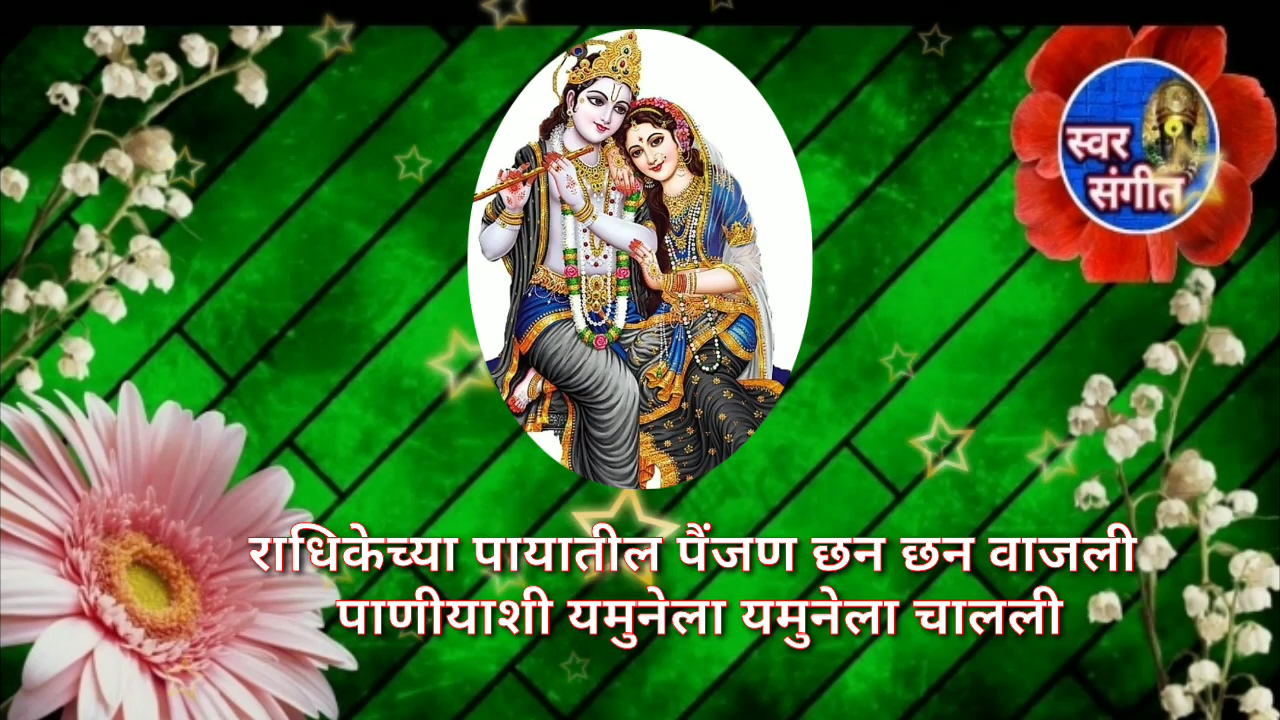 स्वर
संगीत
राधिकेच्या पायातील पैंजण छन छन वाजली
पाणीयाशी यमुनेला यमुनेला चालली